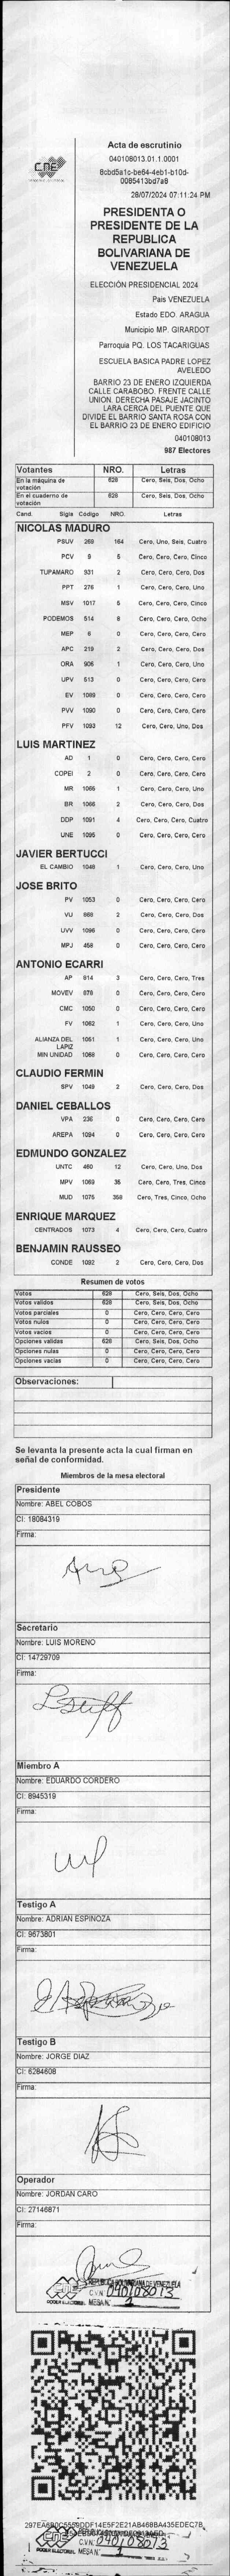 CNE
Acta de escrutinio
040108013.01.1.0001
8cbd5a1c-be64-4eb1-b10d-
0085413bd7a8
28/07/2024 07:11:24 PM
PRESIDENTA O
PRESIDENTE DE LA
REPUBLICA
BOLIVARIANA DE
VENEZUELA
ELECCIÓN PRESIDENCIAL 2024
Pais VENEZUELA
Estado EDO. ARAGUA
Municipio MP. GIRARDOT
Parroquia PQ. LOS TACARIGUAS
ESCUELA BASICA PADRE LOPEZ
AVELEDO
BARRIO 23 DE ENERO IZQUIERDA
CALLE CARABOBO. FRENTE CALLE
UNION. DERECHA PASAJE JACINTO
LARA CERCA DEL PUENTE QUE
DIVIDE EL BARRIO SANTA ROSA CON
EL BARRIO 23 DE ENERO EDIFICIO
040108013
987 Electores
Votantes NRO. Letras
En la máquina de votación 628 Cero, Seis, Dos, Ocho
En el cuaderno de votación 628 Cero, Seis, Dos, Ocho
Cand. Sigla Código NRO. Letras
NICOLAS MADURO
PSUV 269 164 Cero, Uno, Seis, Cuatro
PCV 9 5 Cero, Cero, Cero, Cinco
TUPAMARO 931 2 Cero, Cero, Cero, Dos
PPT 276 1 Cero, Cero, Cero, Uno
MSV 1017 5 Cero, Cero, Cero, Cinco
PODEMOS 514 8 Cero, Cero, Cero, Ocho
MEP 6 0 Cero, Cero, Cero, Cero
APC 219 2 Cero, Cero, Cero, Dos
ORA 906 1 Cero, Cero, Cero, Uno
UPV 613 0 Cero, Cero, Cero, Cero
EV 1089 0 Cero, Cero, Cero, Cero
PVV 1090 0 Cero, Cero, Cero, Cero
PFV 1093 12 Cero, Cero, Uno, Dos
LUIS MARTINEZ
AD 1 0 Cero, Cero, Cero, Cero
COPEI 2 0 Cero, Cero, Cero, Cero
MR 1065 1 Cero, Cero, Cero, Uno
BR 1066 2 Cero, Cero, Cero, Dos
DDP 1091 4 Cero, Cero, Cero, Cuatro
UNE 1095 0 Cero, Cero, Cero, Cero
JAVIER BERTUCCI
EL CAMBIO 1046 1 Cero, Cero, Cero, Uno
JOSE BRITO
PV 1053 0 Cero, Cero, Cero, Cero
VU 868 2 Cero, Cero, Cero, Dos
UVV 1096 0 Cero, Cero, Cero, Cero
MPJ 458 0 Cero, Cero, Cero, Cero
ANTONIO ECARRI
AP 614 3 Cero, Cero, Cero, Tres
MOVEV 978 0 Cero, Cero, Cero, Cero
CMC 1050 0 Cero, Cero, Cero, Cero
FV 1062 1 Cero, Cero, Cero, Uno
ALIANZA DEL LAPIZ 1051 1 Cero, Cero, Cero, Uno
MIN UNIDAD 1068 0 Cero, Cero, Cero, Cero
CLAUDIO FERMIN
SPV 1049 2 Cero, Cero, Cero, Dos
DANIEL CEBALLOS
VPA 236 0 Cero, Cero, Cero, Cero
AREPA 1094 0 Cero, Cero, Cero, Cero
EDMUNDO GONZALEZ
UNTC 460 12 Cero, Cero, Uno, Dos
MPV 1069 35 Cero, Cero, Tres, Cinco
MUD 1075 358 Cero, Tres, Cinco, Ocho
ENRIQUE MARQUEZ
CENTRADOS 1073 4 Cero, Cero, Cero, Cuatro
BENJAMIN RAUSSEO
CONDE 1092 2 Cero, Cero, Cero, Dos
Resumen de votos
Votos 628 Cero, Seis, Dos, Ocho
Votos validos 628 Cero, Seis, Dos, Ocho
Votos parciales 0 Cero, Cero, Cero, Cero
Votos nulos 0 Cero, Cero, Cero, Cero
Votos vacios 0 Cero, Cero, Cero, Cero
Opciones validas 628 Cero, Seis, Dos, Ocho
Opciones nulas 0 Cero, Cero, Cero, Cero
Opciones vacias 0 Cero, Cero, Cero, Cero
Observaciones:
Se levanta la presente acta la cual firman en
señal de conformidad.
Miembros de la mesa electoral
Presidente
Nombre: ABEL COBOS
CI: 18084319
Firma:
Secretario
Nombre: LUIS MORENO
CI: 14729709
Firma:
Miembro A
Nombre: EDUARDO CORDERO
CI: 8945319
Firma:
Testigo A
Nombre: ADRIAN ESPINOZA
CI: 9673801
Firma:
Testigo B
Nombre: JORGE DIAZ
CI: 6284608
Firma:
Operador
Nombre: JORDAN CARO
CI: 27146871
Firma:
REPUBLICA BOLIVARIANA DE VENEZUELA
CNE C.V.N: 040108013
PODER ELECTORAL MESA N° 1
CNE C.V.N: 040108013
PODER ELECTORAL MESA N° 1